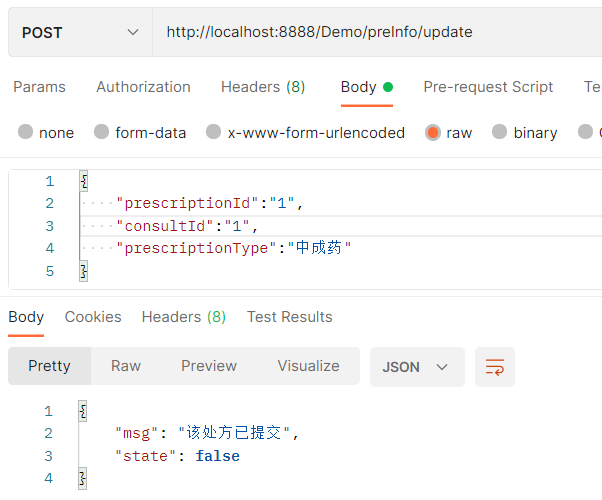 POST http://localhost:8888/Demo/preInfo/update
Params Authorization Headers (8) Body Pre-request Script Te
none form-data x-www-form-urlencoded raw binary
1 {
2 "prescriptionId":"1",
3 "consultId":"1",
4 "prescriptionType":"中成药"
5 }
Body Cookies Headers (8) Test Results
Pretty Raw Preview Visualize JSON
1 {
2 "msg": "该处方已提交",
3 "state": false
4 }